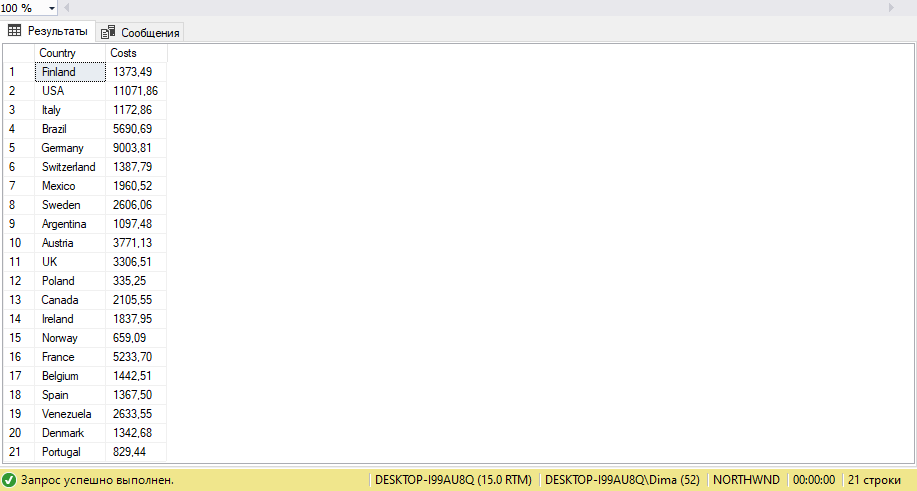 100 %
Результаты Сообщения
Country Costs
1 Finland 1373,49
2 USA 11071,86
3 Italy 1172,86
4 Brazil 5690,69
5 Germany 9003,81
6 Switzerland 1387,79
7 Mexico 1960,52
8 Sweden 2606,06
9 Argentina 1097,48
10 Austria 3771,13
11 UK 3306,51
12 Poland 335,25
13 Canada 2105,55
14 Ireland 1837,95
15 Norway 659,09
16 France 5233,70
17 Belgium 1442,51
18 Spain 1367,50
19 Venezuela 2633,55
20 Denmark 1342,68
21 Portugal 829,44
Запрос успешно выполнен. DESKTOP-I99AU8Q (15.0 RTM) DESKTOP-I99AU8Q\Dima (52) NORTHWND 00:00:00 21 строки